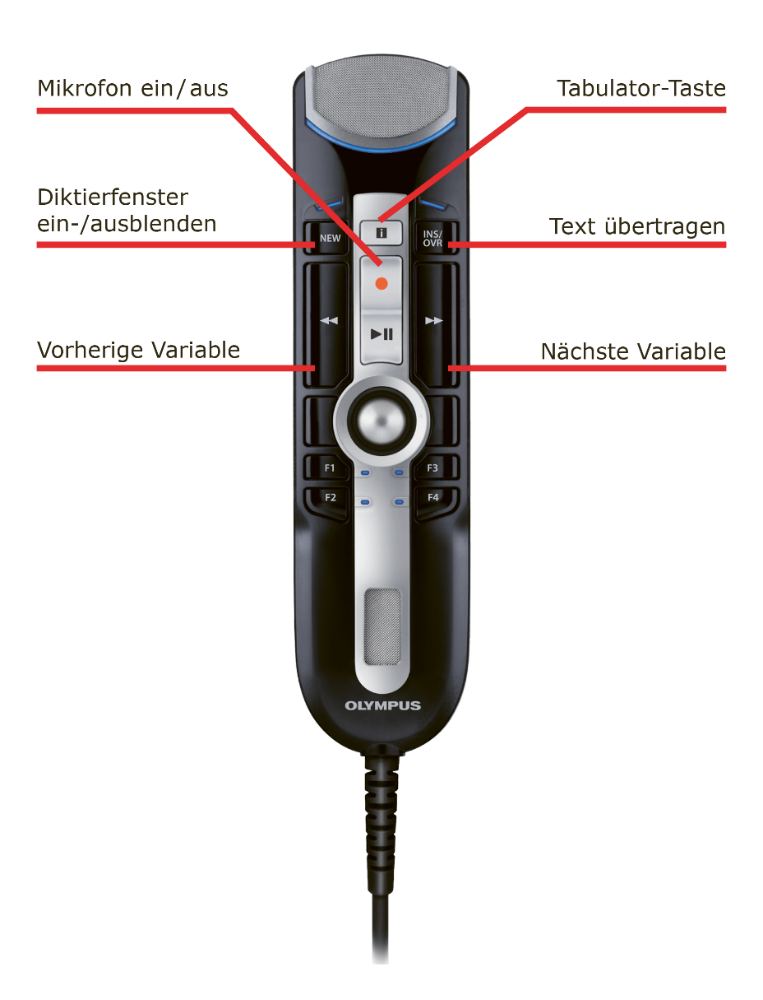 Mikrofon ein/aus
Tabulator-Taste
Diktierfenster
ein-/ausblenden
Text übertragen
NEW
i
INS/
OVR
Vorherige Variable
Nächste Variable
F1
F3
F2
F4
OLYMPUS